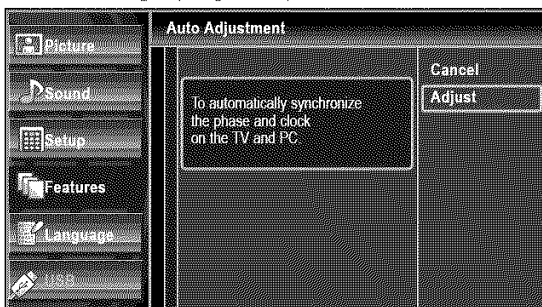 Auto Adjustment
Picture
Sound
Setup
Features
Language
USB
To automatically synchronize
the phase and clock
on the TV and PC
Cancel
Adjust